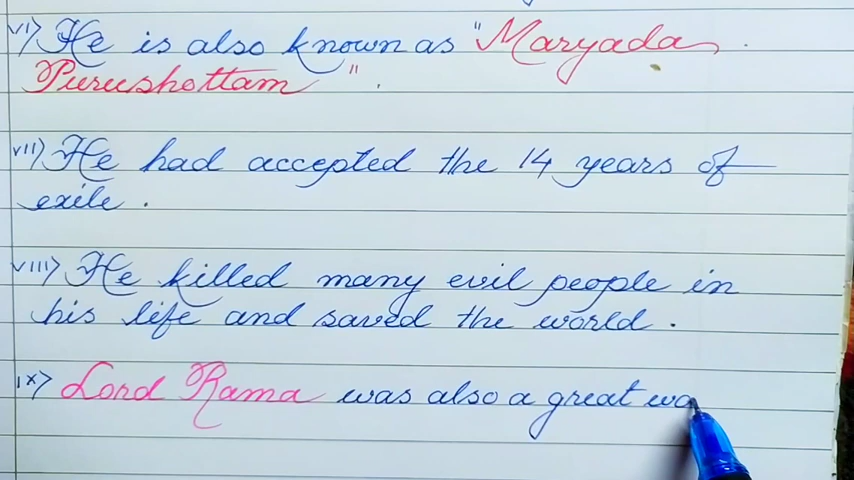 vi) He is also known as "Maryada
Purushottam".
vii) He had accepted the 14 years of
exile.
viii) He killed many evil people in
his life and saved the world.
ix) Lord Rama was also a great wa